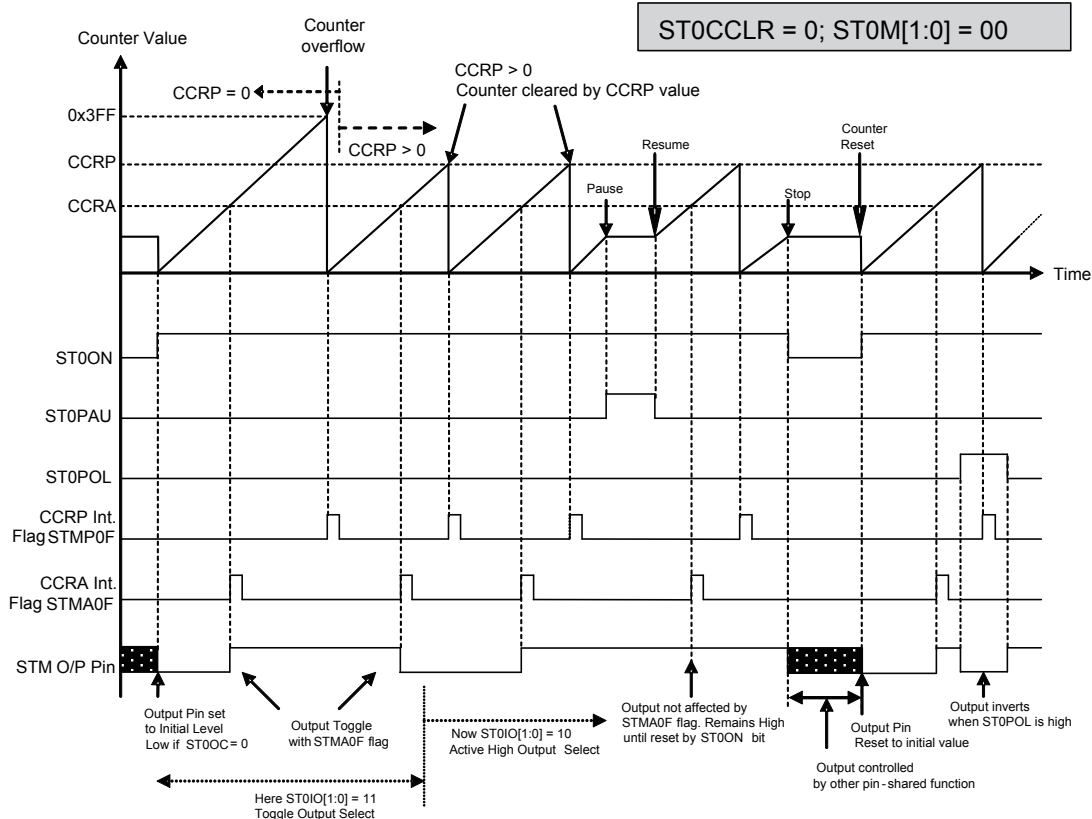 ST0CCLR = 0; ST0M[1:0] = 00
Counter Value
Counter
overflow
CCRP = 0
CCRP > 0
CCRP > 0
Counter cleared by CCRP value
0x3FF
CCRP
CCRA
Pause
Resume
Stop
Counter
Reset
Time
ST0ON
ST0PAU
ST0POL
CCRP Int.
Flag STMP0F
CCRA Int.
Flag STMA0F
STM O/P Pin
Output Pin set
to Initial Level
Low if ST0OC = 0
Output Toggle
with STMA0F flag
Now ST0IO[1:0] = 10
Active High Output Select
Output not affected by
STMA0F flag. Remains High
until reset by ST0ON bit
Output Pin
Reset to initial value
Output inverts
when ST0POL is high
Output controlled
by other pin-shared function
Here ST0IO[1:0] = 11
Toggle Output Select